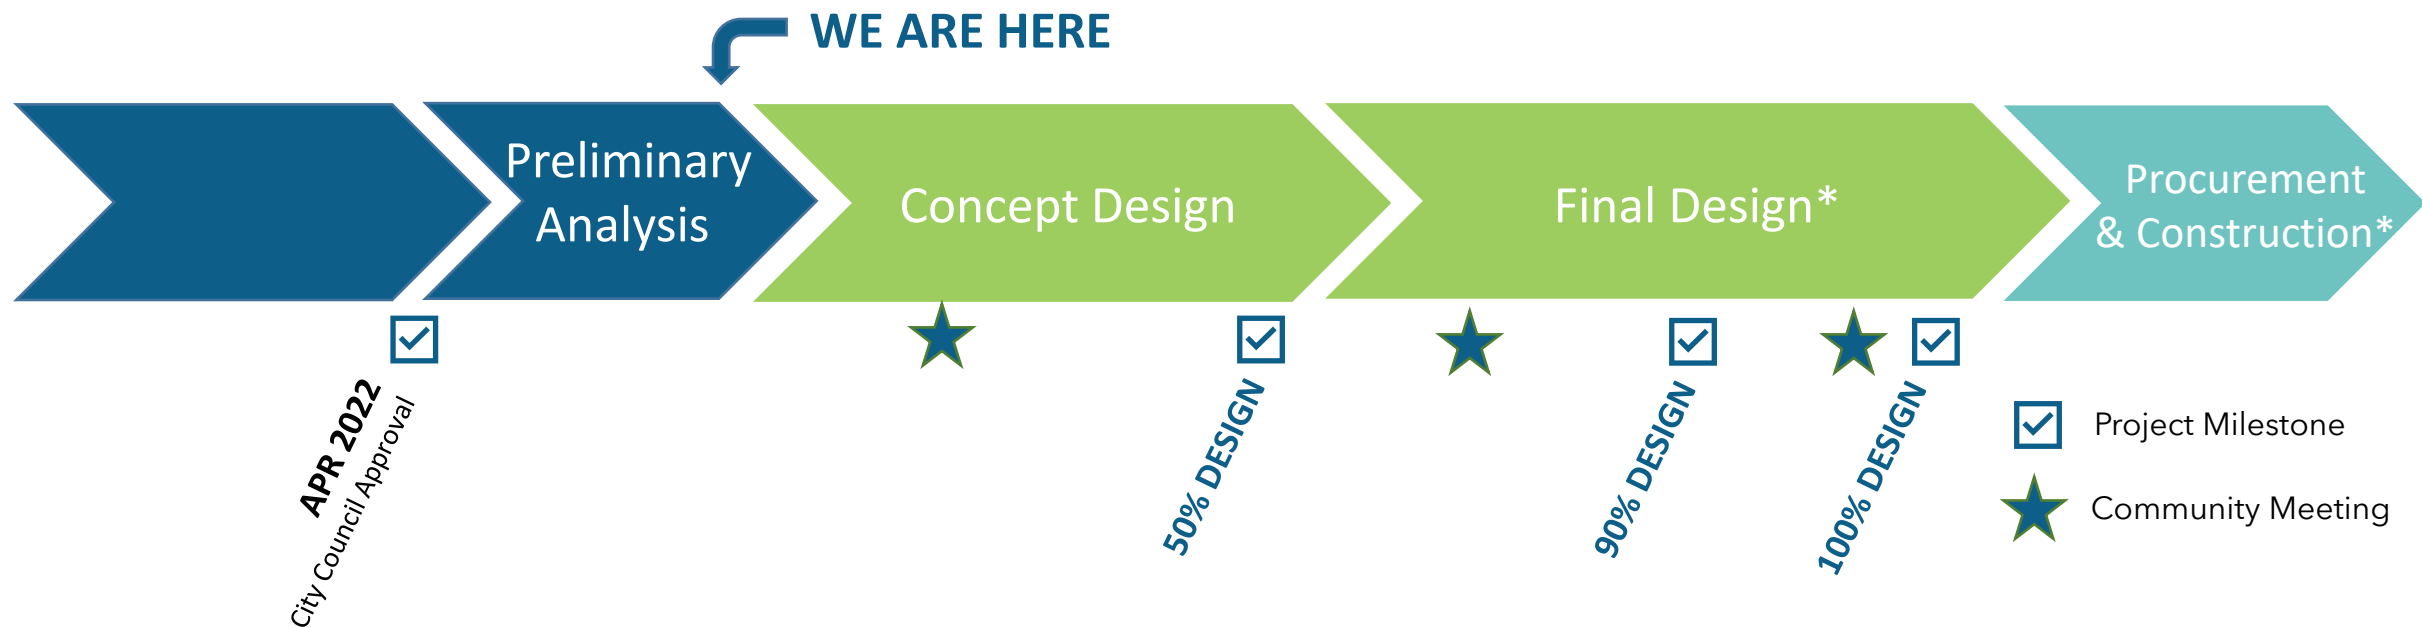 WE ARE HERE
Preliminary
Analysis
Concept Design
Final Design*
Procurement
& Construction*
APR 2022
City Council Approval
50% DESIGN
90% DESIGN
100% DESIGN
Project Milestone
Community Meeting